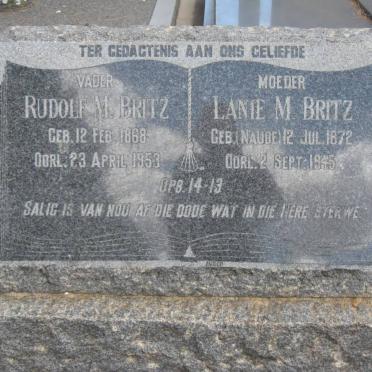 TER GEDACTENIS AAN ONS GELIEFDE
VADER
RUDOLF M. BRITZ
GEB. 12 FEB. 1868
OORL. 23 APRIL 1953
MOEDER
LANIE M. BRITZ
GEB. (NAUDE) 12 JUL. 1872
OORL. 2 SEPT. 1945
OPB. 14-13
SALIG IS VAN NOU AF DIE DODE WAT IN DIE HERE STERWE